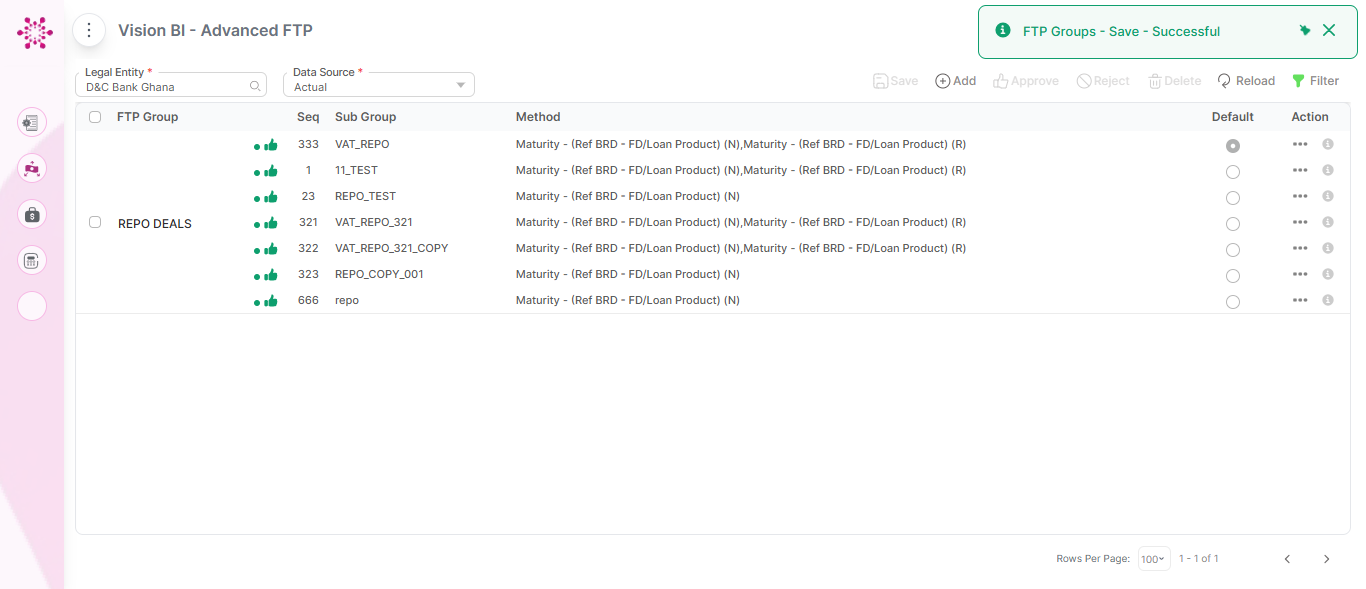 Vision BI - Advanced FTP
FTP Groups - Save - Successful
Legal Entity *
D&C Bank Ghana
Data Source *
Actual
Save
Add
Approve
Reject
Delete
Reload
Filter
FTP Group Seq Sub Group Method Default Action
333 VAT_REPO Maturity - (Ref BRD - FD/Loan Product) (N),Maturity - (Ref BRD - FD/Loan Product) (R)
1 11_TEST Maturity - (Ref BRD - FD/Loan Product) (N),Maturity - (Ref BRD - FD/Loan Product) (R)
23 REPO_TEST Maturity - (Ref BRD - FD/Loan Product) (N)
REPO DEALS 321 VAT_REPO_321 Maturity - (Ref BRD - FD/Loan Product) (N),Maturity - (Ref BRD - FD/Loan Product) (R)
322 VAT_REPO_321_COPY Maturity - (Ref BRD - FD/Loan Product) (N),Maturity - (Ref BRD - FD/Loan Product) (R)
323 REPO_COPY_001 Maturity - (Ref BRD - FD/Loan Product) (N)
666 repo Maturity - (Ref BRD - FD/Loan Product) (N)
Rows Per Page: 100 1 - 1 of 1